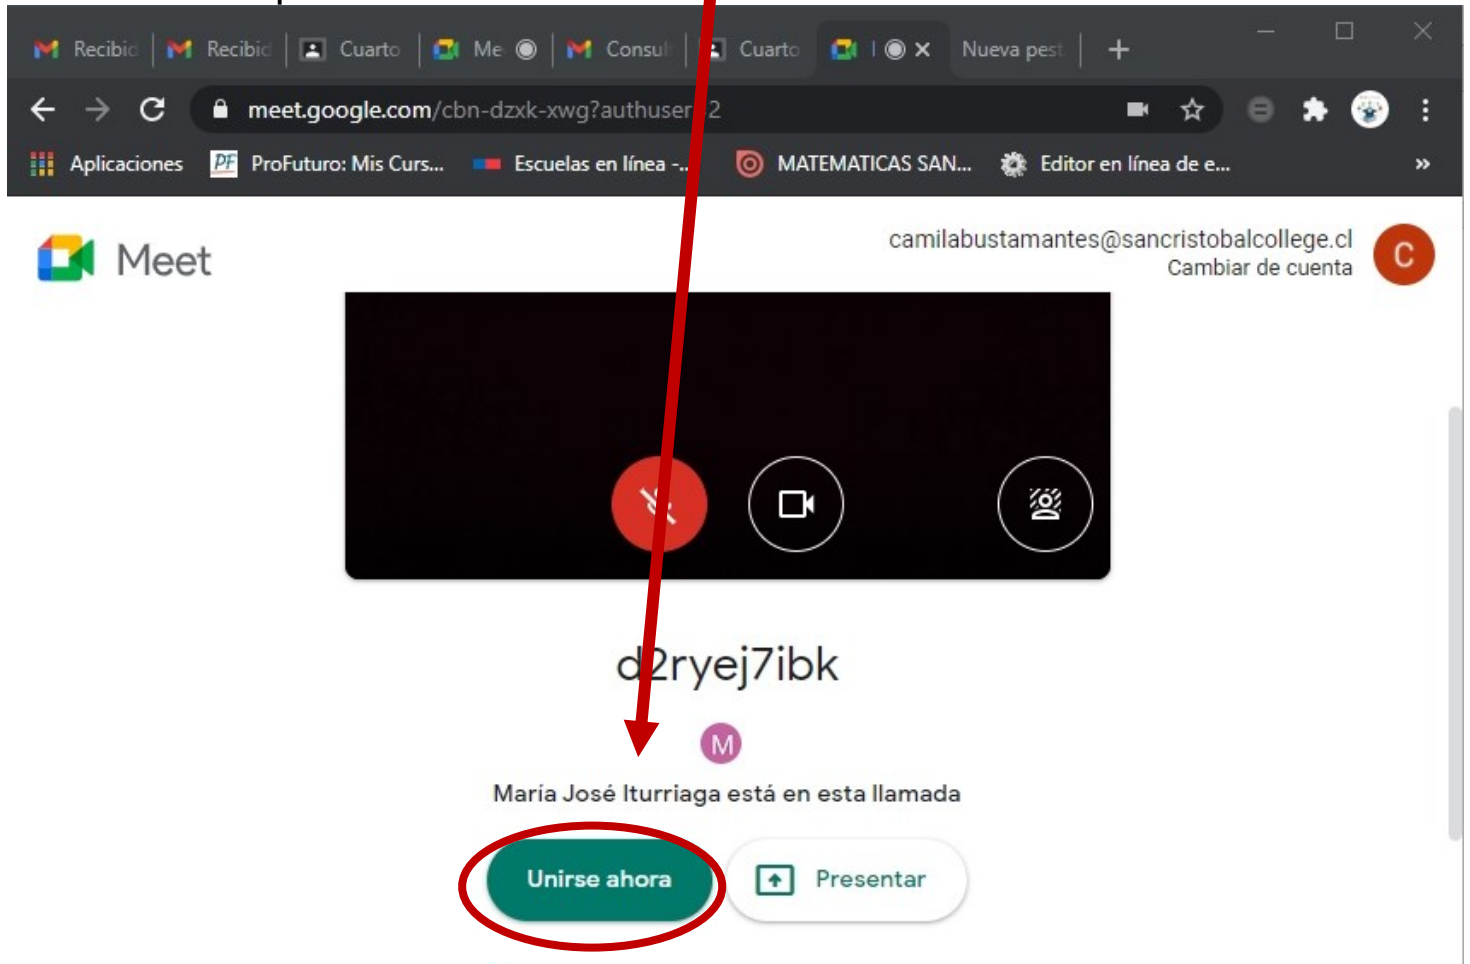 Recibid Recibid Cuarto Me Consul Cuarto Nueva pest
meet.google.com/cbn-dzxk-xwg?authuser=2
Aplicaciones PF ProFuturo: Mis Curs... Escuelas en línea -... MATEMATICAS SAN... Editor en línea de e... »
Meet
camilabustamantes@sancristobalcollege.cl
Cambiar de cuenta
C
d2ryej7ibk
M
María José Iturriaga está en esta llamada
Unirse ahora
Presentar